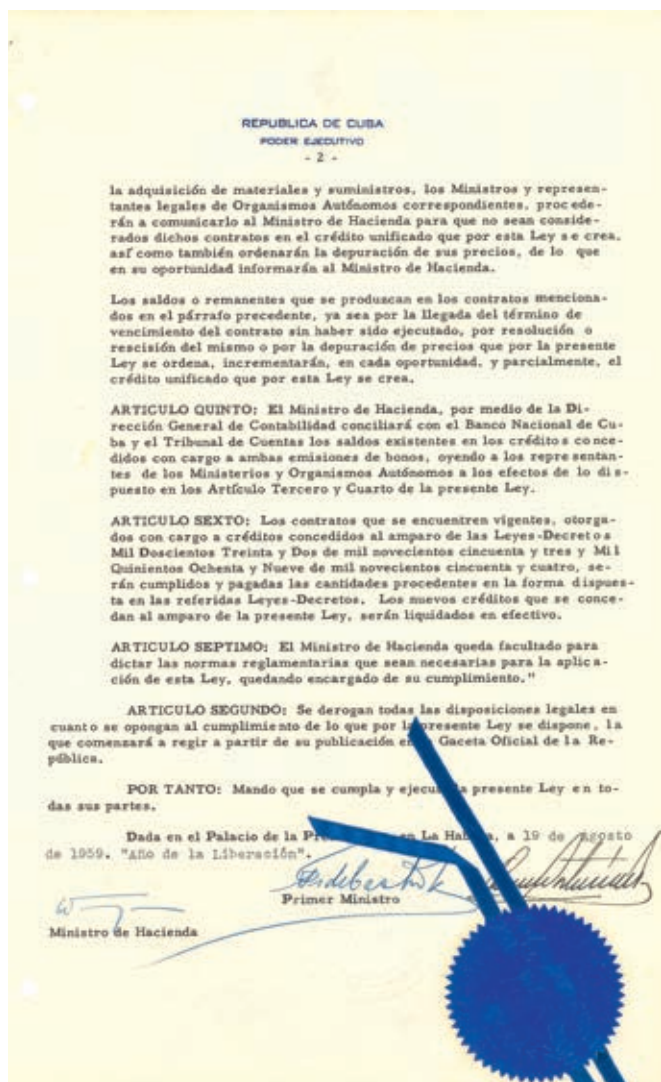 REPUBLICA DE CUBA
PODER EJECUTIVO
- 2 -
la adquisición de materiales y suministros, los Ministros y represen-
tantes legales de Organismos Autónomos correspondientes, procede-
rán a comunicarlo al Ministro de Hacienda para que no sean conside-
rados dichos contratos en el crédito unificado que por esta Ley se crea,
así como también ordenarán la depuración de sus precios, de lo que
en su oportunidad informarán al Ministro de Hacienda.
Los saldos o remanentes que se produzcan en los contratos menciona-
dos en el párrafo precedente, ya sea por la llegada del término de
vencimiento del contrato sin haber sido ejecutado, por resolución o
rescisión del mismo o por la depuración de precios que por la presente
Ley se ordena, incrementarán, en cada oportunidad, y parcialmente, el
crédito unificado que por esta Ley se crea.
ARTICULO QUINTO: El Ministro de Hacienda, por medio de la Di-
rección General de Contabilidad conciliará con el Banco Nacional de Cu-
ba y el Tribunal de Cuentas los saldos existentes en los créditos conce-
didos con cargo a ambas emisiones de bonos, oyendo a los represen­tan-
tes de los Ministerios y Organismos Autónomos a los efectos de lo dis-
puesto en los Artículo Tercero y Cuarto de la presente Ley.
ARTICULO SEXTO: Los contratos que se encuentren vigentes, otorga-
dos con cargo a créditos concedidos al amparo de las Leyes-Decretos
Mil Doscientos Treinta y Dos de mil novecientos cincuenta y tres y Mil
Quinientos Ochenta y Nueve de mil novecientos cincuenta y cuatro, se-
rán cumplidos y pagadas las cantidades procedentes en la forma dispues-
ta en las referidas Leyes-Decretos. Los nuevos créditos que se conce-
dan al amparo de la presente Ley, serán liquidados en efectivo.
ARTICULO SEPTIMO: El Ministro de Hacienda queda facultado para
dictar las normas reglamentarias que sean necesarias para la aplica-
ción de esta Ley, quedando encargado de su cumplimiento."
ARTICULO SEGUNDO: Se derogan todas las disposiciones legales en
cuanto se opongan al cumplimiento de lo que por la presente Ley se dispone, la
que comenzará a regir a partir de su publicación en Gaceta Oficial de la Re-
pública.
POR TANTO: Mando que se cumpla y ejecu la presente Ley en to-
das sus partes.
Dada en el Palacio de la en La Habana, a 19 de agosto
de 1959. "Año de la Liberación".
Primer Ministro
Ministro de Hacienda